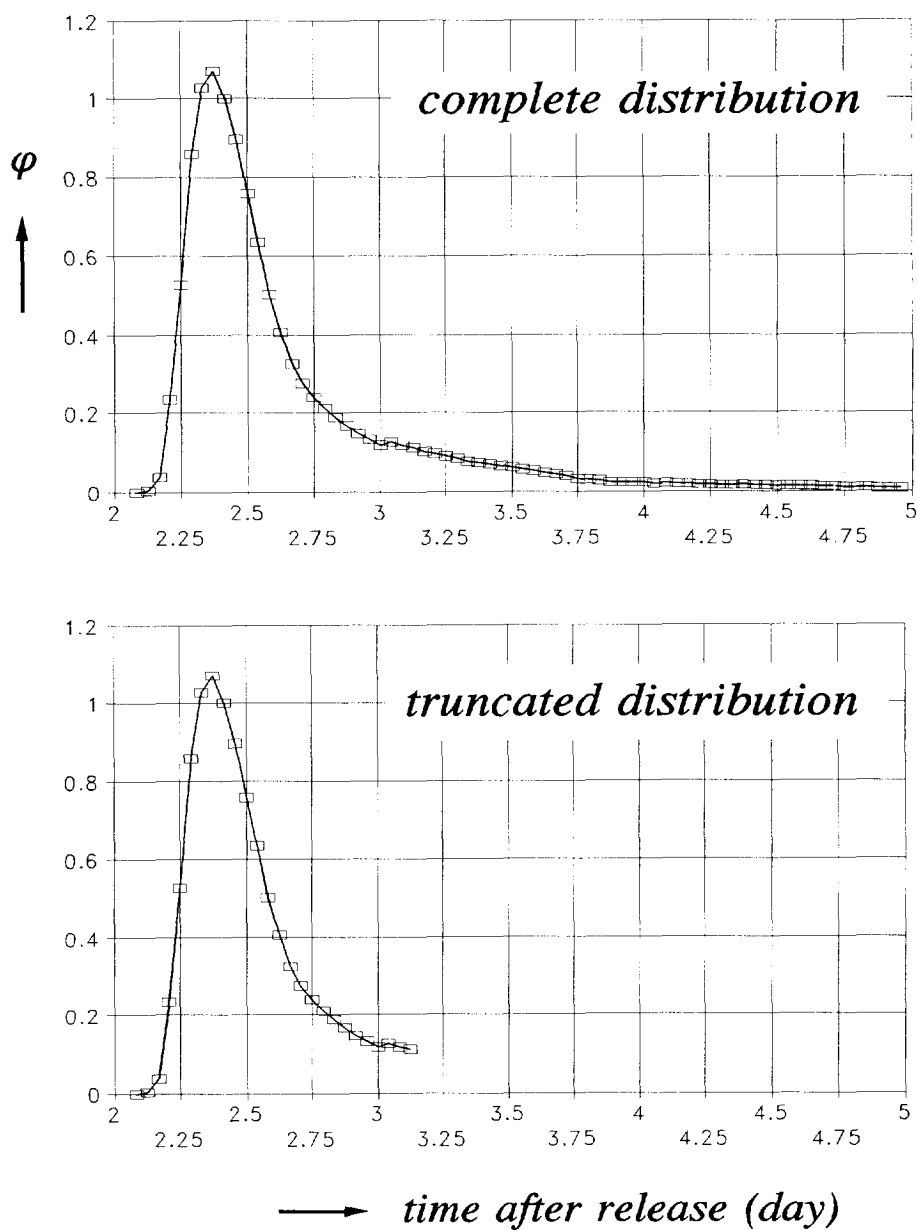 1.2
complete distribution
1
φ
0.8
0.6
0.4
0.2
0
2 2.5 3 3.5 4 4.5 5
2.25 2.75 3.25 3.75 4.25 4.75
1.2
truncated distribution
1
0.8
0.6
0.4
0.2
0
2 2.5 3 3.5 4 4.5 5
2.25 2.75 3.25 3.75 4.25 4.75
time after release (day)